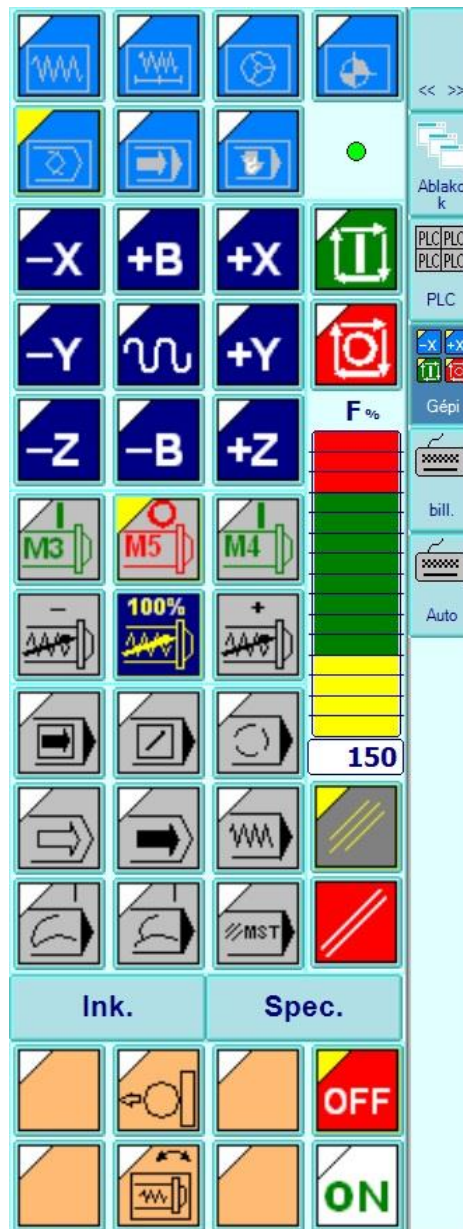 << >>
Ablako
k
PLC PLC
PLC PLC
PLC
-X +X
Gépi
bill.
Auto
–X +B +X
–Y +Y
F %
–Z –B +Z
M3 M5 M4
– 100% +
150
//MST
Ink. Spec.
OFF
ON